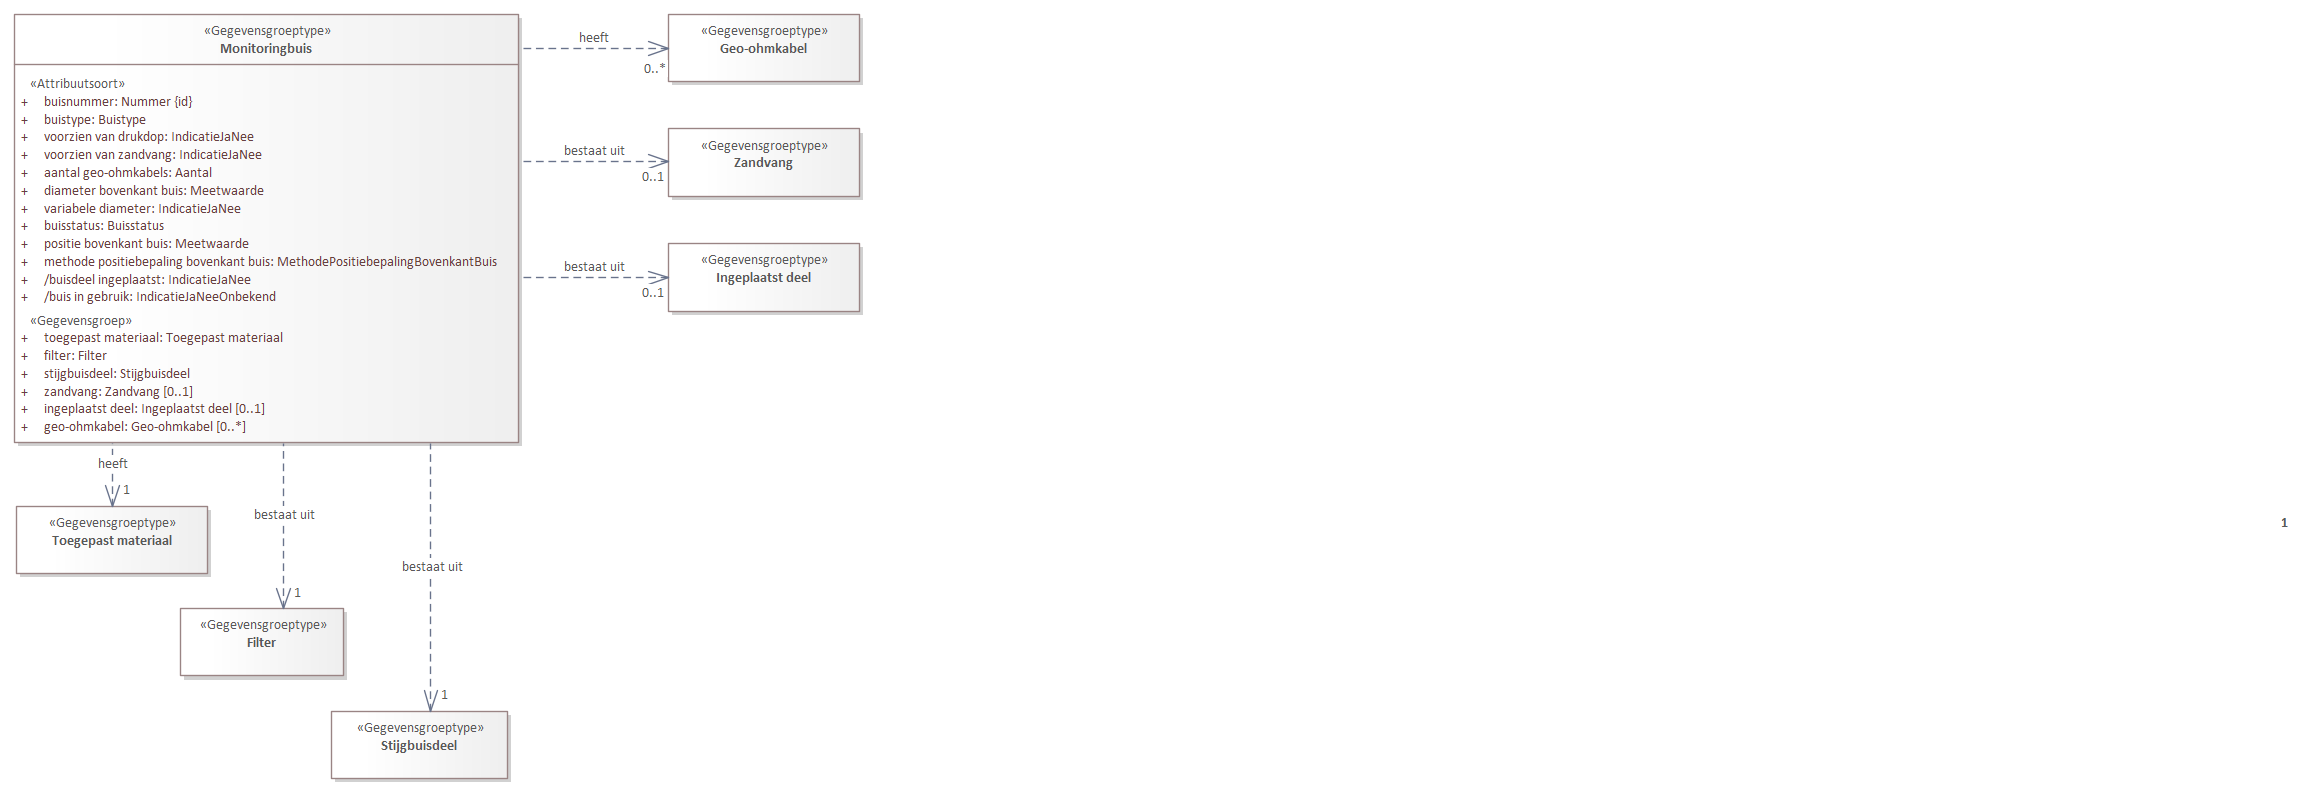 «Gegevensgroeptype»
Monitoringbuis
«Attribuutsoort»
+ buisnummer: Nummer {id}
+ buistype: Buistype
+ voorzien van drukdop: IndicatieJaNee
+ voorzien van zandvang: IndicatieJaNee
+ aantal geo-ohmkabels: Aantal
+ diameter bovenkant buis: Meetwaarde
+ variabele diameter: IndicatieJaNee
+ buisstatus: Buisstatus
+ positie bovenkant buis: Meetwaarde
+ methode positiebepaling bovenkant buis: MethodePositiebepalingBovenkantBuis
+ /buisdeel ingeplaatst: IndicatieJaNee
+ /buis in gebruik: IndicatieJaNeeOnbekend
«Gegevensgroep»
+ toegepast materiaal: Toegepast materiaal
+ filter: Filter
+ stijgbuisdeel: Stijgbuisdeel
+ zandvang: Zandvang [0..1]
+ ingeplaatst deel: Ingeplaatst deel [0..1]
+ geo-ohmkabel: Geo-ohmkabel [0..*]
heeft
0..*
«Gegevensgroeptype»
Geo-ohmkabel
bestaat uit
0..1
«Gegevensgroeptype»
Zandvang
bestaat uit
0..1
«Gegevensgroeptype»
Ingeplaatst deel
heeft
1
«Gegevensgroeptype»
Toegepast materiaal
bestaat uit
1
«Gegevensgroeptype»
Filter
bestaat uit
1
«Gegevensgroeptype»
Stijgbuisdeel
1